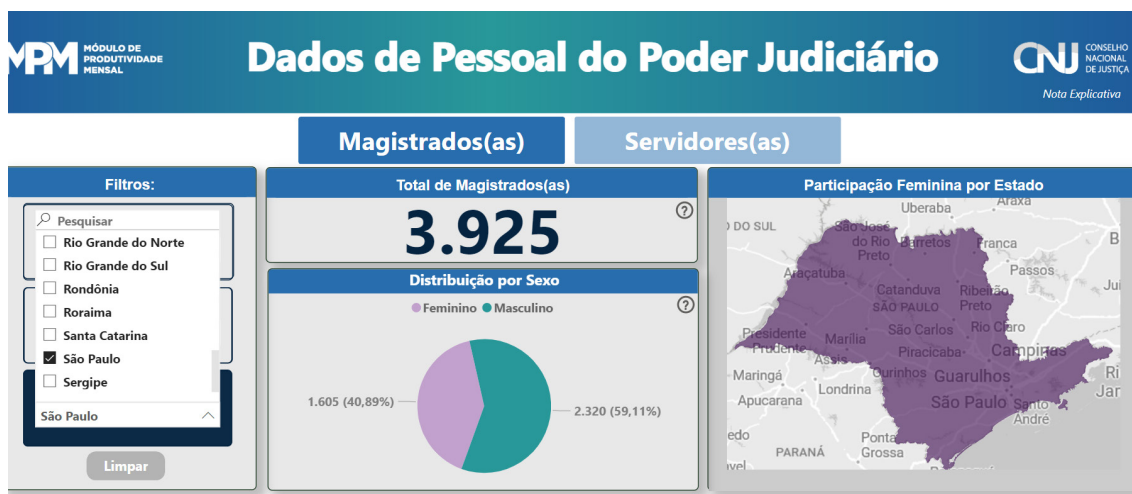 MPM
MÓDULO DE
PRODUTIVIDADE
MENSAL
Dados de Pessoal do Poder Judiciário
CNJ
CONSELHO
NACIONAL
DE JUSTIÇA
Nota Explicativa
Magistrados(as)
Servidores(as)
Filtros:
Pesquisar
Rio Grande do Norte
Rio Grande do Sul
Rondônia
Roraima
Santa Catarina
São Paulo
Sergipe
São Paulo
Limpar
Total de Magistrados(as)
3.925
Distribuição por Sexo
Feminino Masculino
1.605 (40,89%)
2.320 (59,11%)
Participação Feminina por Estado
Uberaba
Araxá
O DO SUL
São José
do Rio
Preto
Barretos
Franca
B
Passos
Araçatuba
Catanduva
Ribeirão
Preto
Jui
SÃO PAULO
Presidente
Prudente
Marília
São Carlos
Rio Claro
Assis
Piracicaba
Campinas
Maringá
Ourinhos
Guarulhos
Ri
Jar
Londrina
Apucarana
São Paulo
Santo
André
edo
PARANÁ
Ponta
Grossa
vel